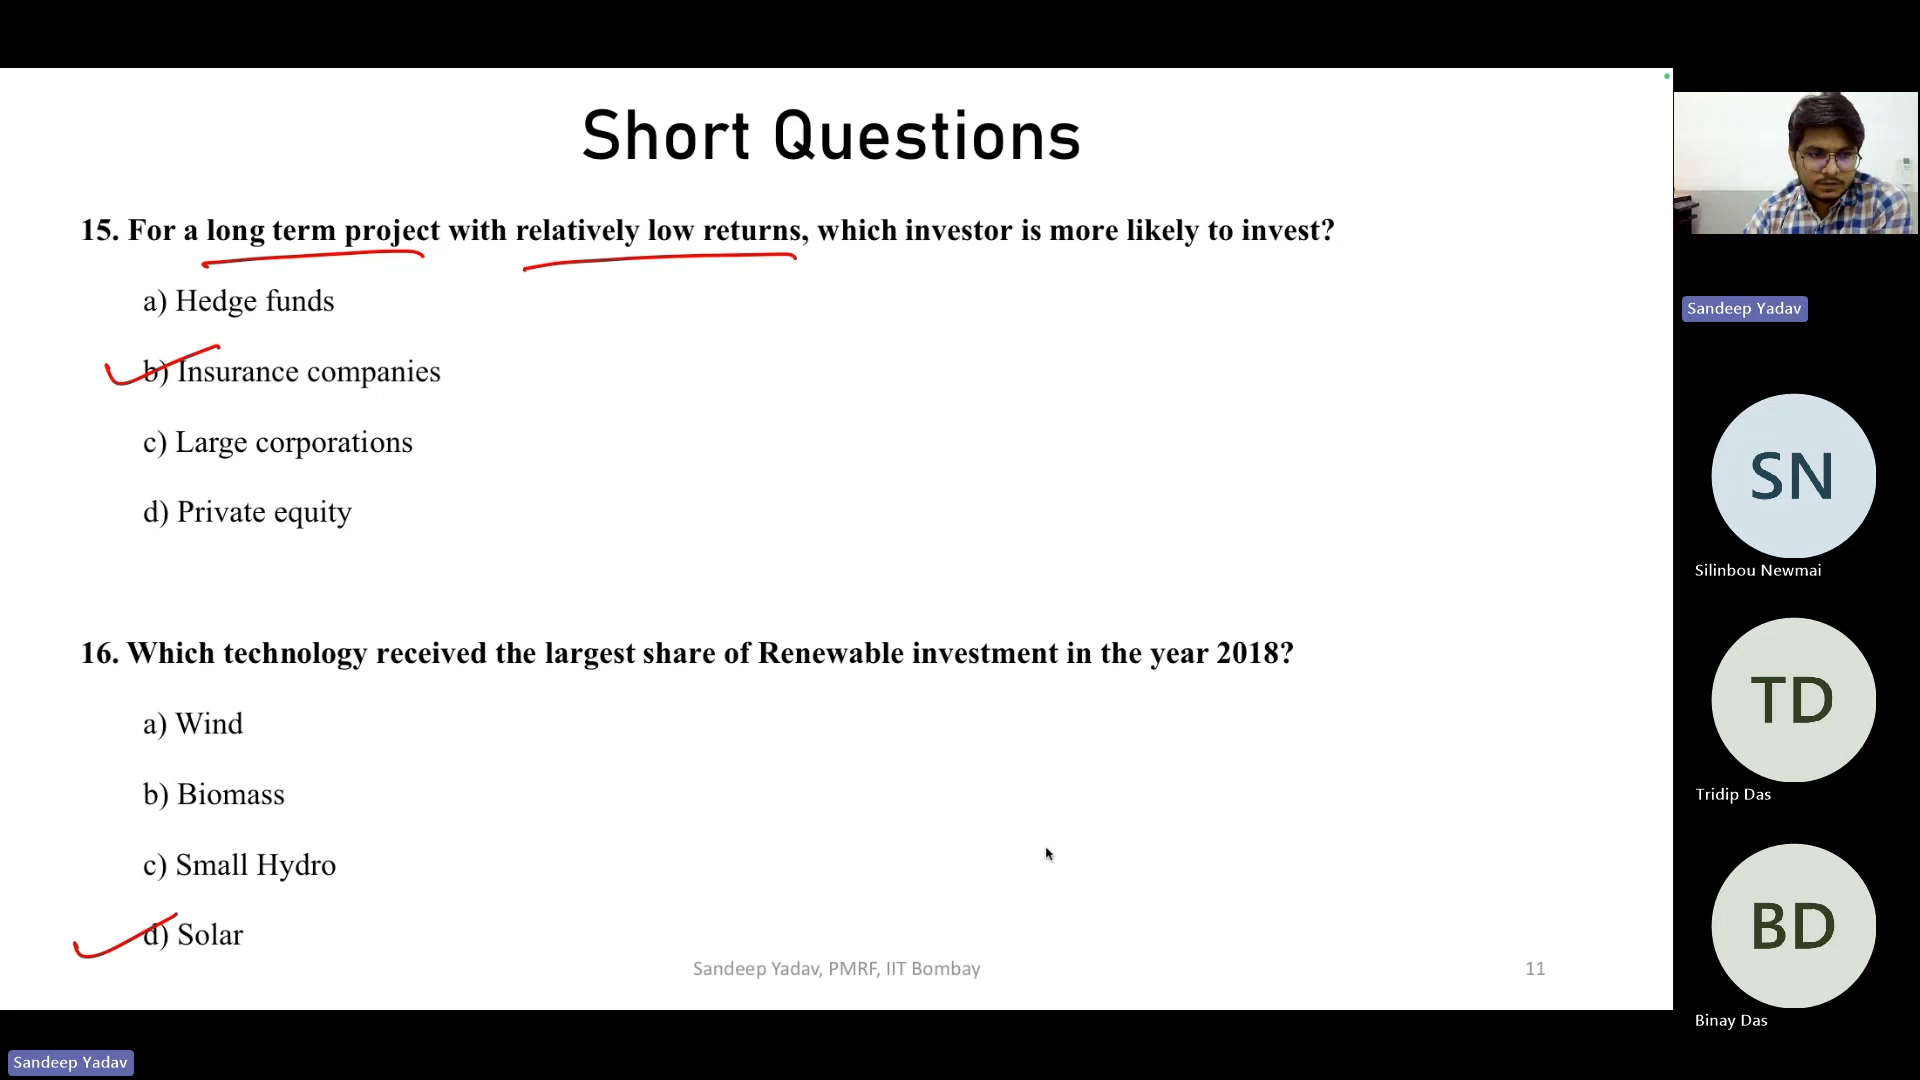 Short Questions
15. For a long term project with relatively low returns, which investor is more likely to invest?
a) Hedge funds
b) Insurance companies
c) Large corporations
d) Private equity
16. Which technology received the largest share of Renewable investment in the year 2018?
a) Wind
b) Biomass
c) Small Hydro
d) Solar
Sandeep Yadav, PMRF, IIT Bombay
11
Sandeep Yadav
SN
Silinbou Newmai
TD
Tridip Das
BD
Binay Das
Sandeep Yadav